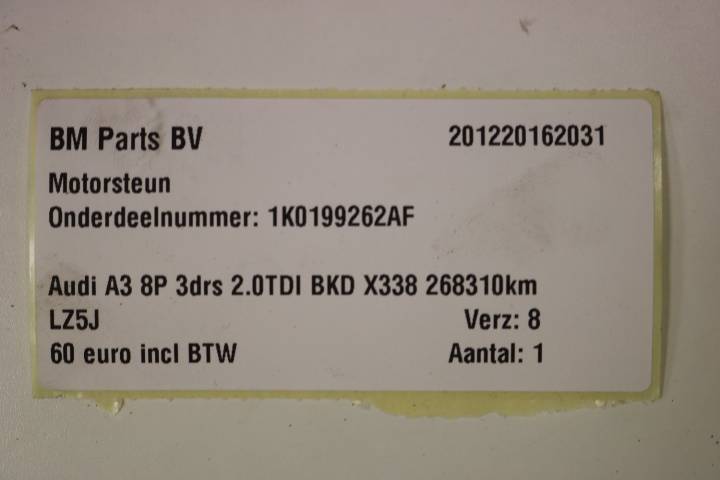 BM Parts BV 201220162031
Motorsteun
Onderdeelnummer: 1K0199262AF
Audi A3 8P 3drs 2.0TDI BKD X338 268310km
LZ5J Verz: 8
60 euro incl BTW Aantal: 1